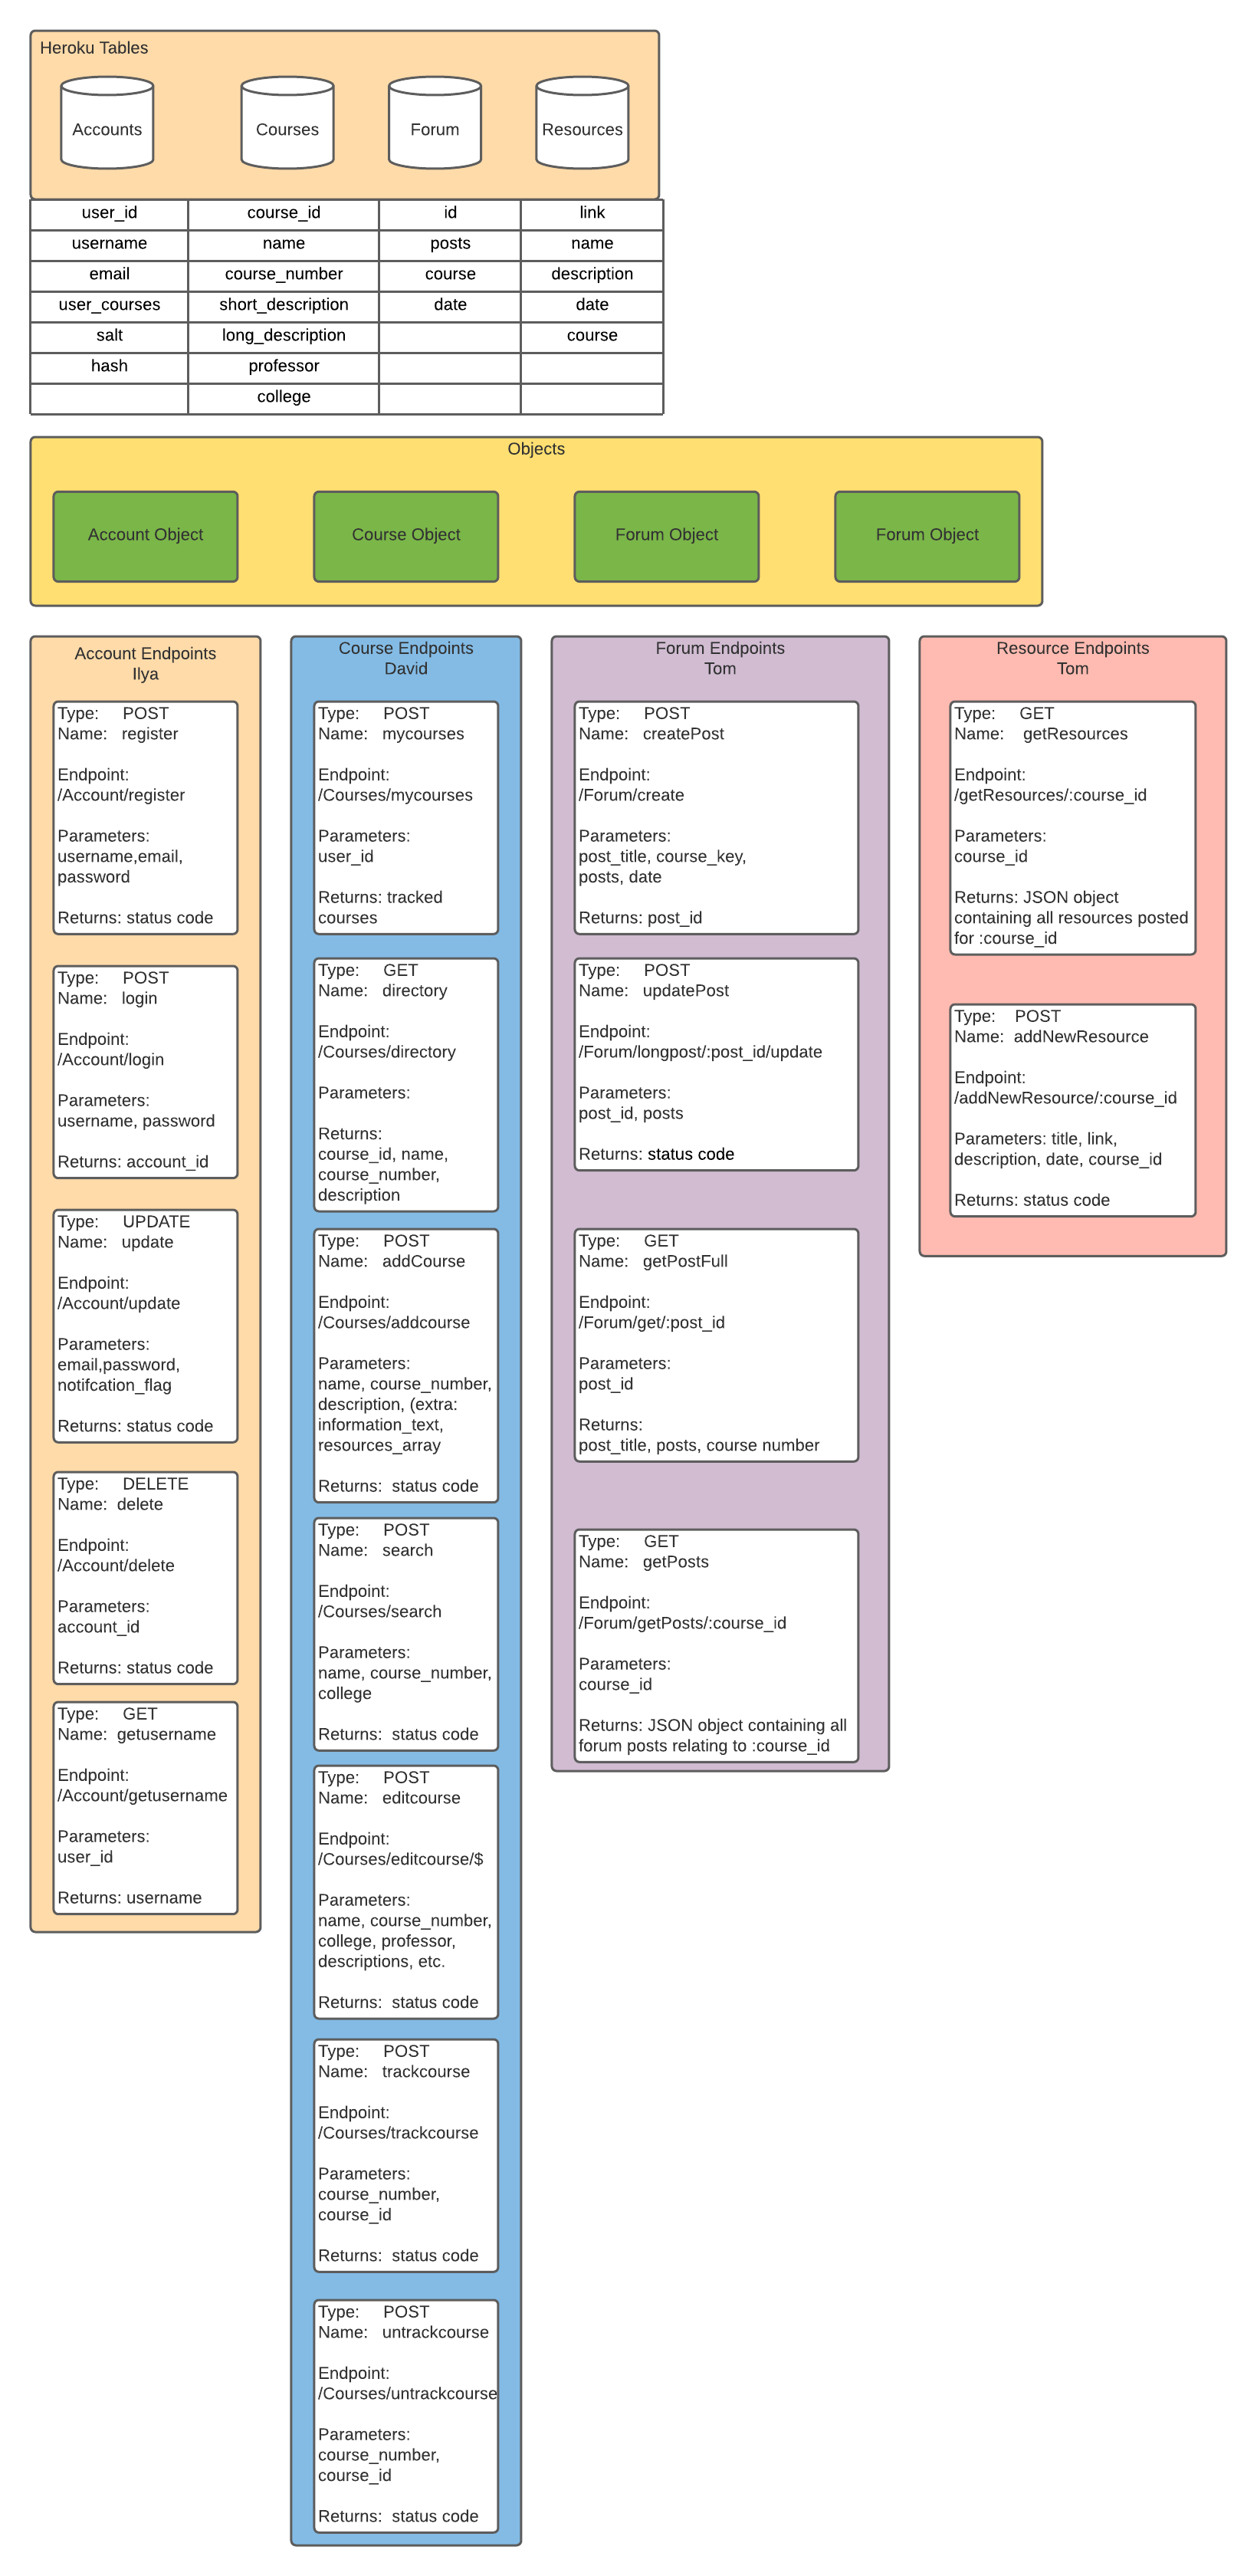 Heroku Tables
Accounts
Courses
Forum
Resources
user_id course_id id link
username name posts name
email course_number course description
user_courses short_description date date
salt long_description course
hash professor
college
Objects
Account Object
Course Object
Forum Object
Forum Object
Account Endpoints
Ilya
Type: POST
Name: register
Endpoint:
/Account/register
Parameters:
username,email,
password
Returns: status code
Type: POST
Name: login
Endpoint:
/Account/login
Parameters:
username, password
Returns: account_id
Type: UPDATE
Name: update
Endpoint:
/Account/update
Parameters:
email,password,
notifcation_flag
Returns: status code
Type: DELETE
Name: delete
Endpoint:
/Account/delete
Parameters:
account_id
Returns: status code
Type: GET
Name: getusername
Endpoint:
/Account/getusername
Parameters:
user_id
Returns: username
Course Endpoints
David
Type: POST
Name: mycourses
Endpoint:
/Courses/mycourses
Parameters:
user_id
Returns: tracked
courses
Type: GET
Name: directory
Endpoint:
/Courses/directory
Parameters:
Returns:
course_id, name,
course_number,
description
Type: POST
Name: addCourse
Endpoint:
/Courses/addcourse
Parameters:
name, course_number,
description, (extra:
information_text,
resources_array
Returns: status code
Type: POST
Name: search
Endpoint:
/Courses/search
Parameters:
name, course_number,
college
Returns: status code
Type: POST
Name: editcourse
Endpoint:
/Courses/editcourse/$
Parameters:
name, course_number,
college, professor,
descriptions, etc.
Returns: status code
Type: POST
Name: trackcourse
Endpoint:
/Courses/trackcourse
Parameters:
course_number,
course_id
Returns: status code
Type: POST
Name: untrackcourse
Endpoint:
/Courses/untrackcourse
Parameters:
course_number,
course_id
Returns: status code
Forum Endpoints
Tom
Type: POST
Name: createPost
Endpoint:
/Forum/create
Parameters:
post_title, course_key,
posts, date
Returns: post_id
Type: POST
Name: updatePost
Endpoint:
/Forum/longpost/:post_id/update
Parameters:
post_id, posts
Returns: status code
Type: GET
Name: getPostFull
Endpoint:
/Forum/get/:post_id
Parameters:
post_id
Returns:
post_title, posts, course number
Type: GET
Name: getPosts
Endpoint:
/Forum/getPosts/:course_id
Parameters:
course_id
Returns: JSON object containing all
forum posts relating to :course_id
Resource Endpoints
Tom
Type: GET
Name: getResources
Endpoint:
/getResources/:course_id
Parameters:
course_id
Returns: JSON object
containing all resources posted
for :course_id
Type: POST
Name: addNewResource
Endpoint:
/addNewResource/:course_id
Parameters: title, link,
description, date, course_id
Returns: status code